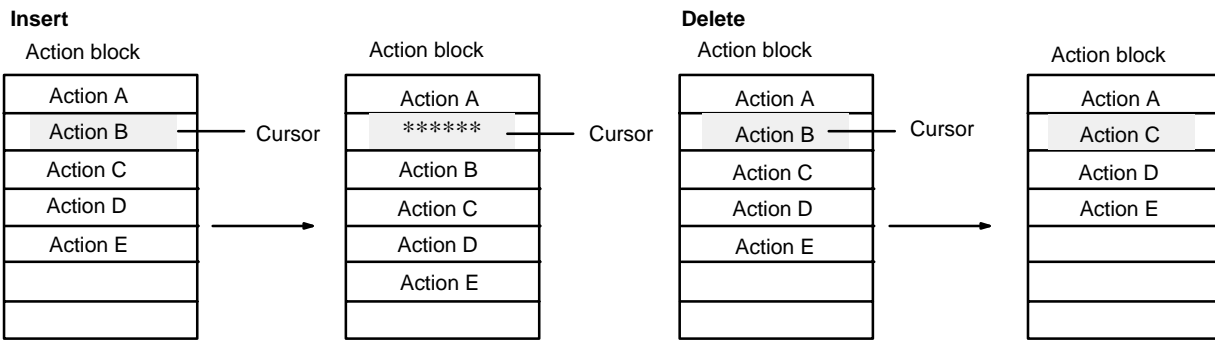 Insert
Action block
Action A
Action B
Cursor
Action C
Action D
Action E
Action block
Action A
******
Cursor
Action B
Action C
Action D
Action E
Delete
Action block
Action A
Action B
Cursor
Action C
Action D
Action E
Action block
Action A
Action C
Action D
Action E